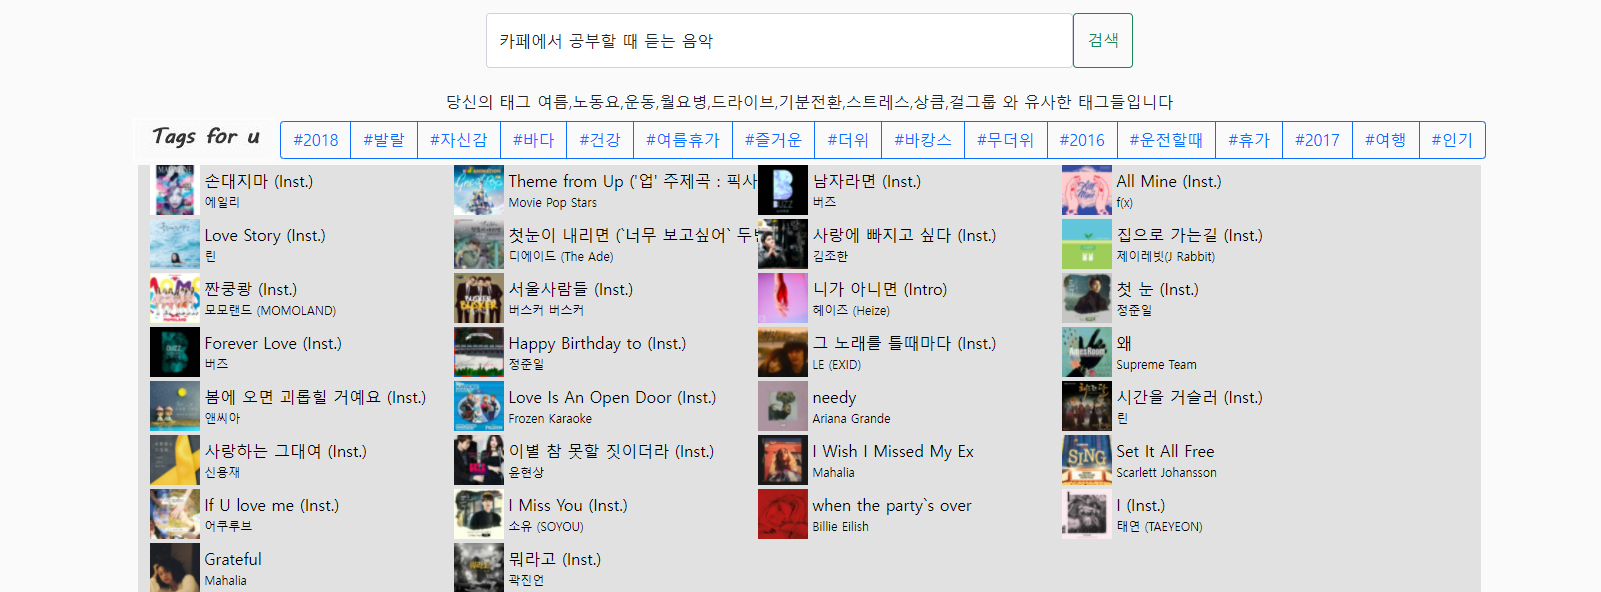 카페에서 공부할 때 듣는 음악
검색
당신의 태그 여름,노동요,운동,월요병,드라이브,기분전환,스트레스,상큼,걸그룹 와 유사한 태그들입니다
Tags for u #2018 #발랄 #자신감 #바다 #건강 #여름휴가 #즐거운 #더위 #바캉스 #무더위 #2016 #운전할때 #휴가 #2017 #여행 #인기
손대지마 (Inst.)
에일리
Theme from Up ('업' 주제곡 : 픽사
Movie Pop Stars
남자라면 (Inst.)
버즈
All Mine (Inst.)
f(x)
Love Story (Inst.)
린
첫눈이 내리면 (`너무 보고싶어` 두번
디에이드 (The Ade)
사랑에 빠지고 싶다 (Inst.)
김조한
집으로 가는길 (Inst.)
제이레빗(J Rabbit)
짠쿵쾅 (Inst.)
모모랜드 (MOMOLAND)
서울사람들 (Inst.)
버스커 버스커
니가 아니면 (Intro)
헤이즈 (Heize)
첫 눈 (Inst.)
정준일
Forever Love (Inst.)
버즈
Happy Birthday to (Inst.)
정준일
그 노래를 틀때마다 (Inst.)
LE (EXID)
왜
Supreme Team
봄에 오면 괴롭힐 거예요 (Inst.)
앤씨아
Love Is An Open Door (Inst.)
Frozen Karaoke
needy
Ariana Grande
시간을 거슬러 (Inst.)
린
사랑하는 그대여 (Inst.)
신용재
이별 참 못할 짓이더라 (Inst.)
윤현상
I Wish I Missed My Ex
Mahalia
SING
Set It All Free
Scarlett Johansson
If U love me (Inst.)
어쿠루브
I Miss You (Inst.)
소유 (SOYOU)
when the party`s over
Billie Eilish
I (Inst.)
태연 (TAEYEON)
Grateful
Mahalia
뭐라고 (Inst.)
곽진언